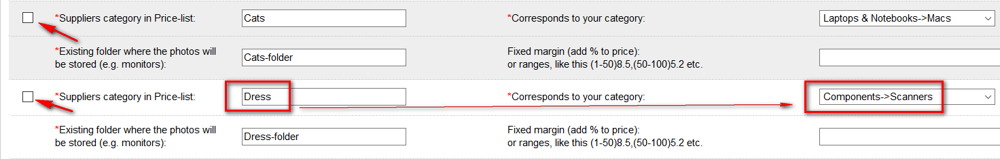 *Suppliers category in Price-list: Cats *Corresponds to your category: Laptops & Notebooks->Macs
*Existing folder where the photos will be stored (e.g. monitors): Cats-folder Fixed margin (add % to price):
or ranges, like this (1-50)8.5,(50-100)5.2 etc.
*Suppliers category in Price-list: Dress *Corresponds to your category: Components->Scanners
*Existing folder where the photos will be stored (e.g. monitors): Dress-folder Fixed margin (add % to price):
or ranges, like this (1-50)8.5,(50-100)5.2 etc.